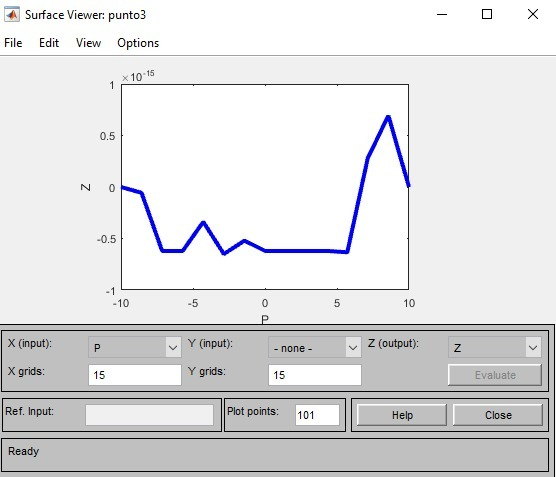 Surface Viewer: punto3
File Edit View Options
×10^-15
1
0.5
0
-0.5
-1
Z
-10 -5 0 5 10
P
X (input): P Y (input): - none - Z (output): Z
X grids: 15 Y grids: 15 Evaluate
Ref. Input: Plot points: 101 Help Close
Ready